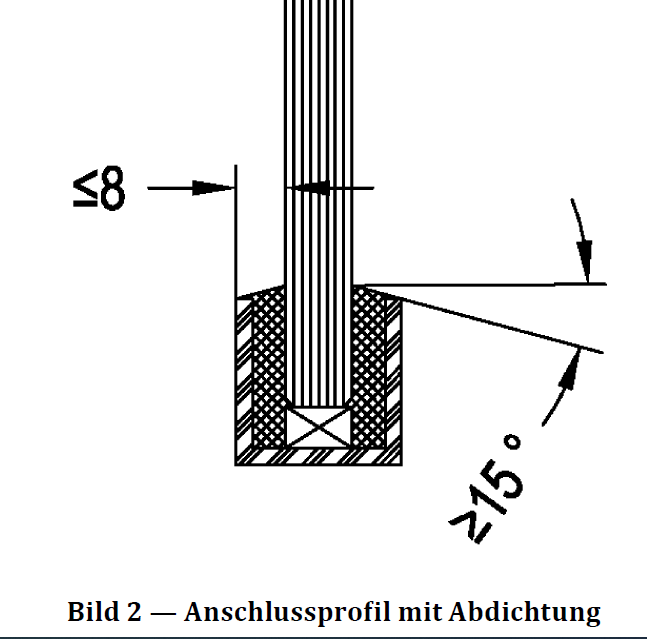 ≤8
≥15°
Bild 2 — Anschlussprofil mit Abdichtung